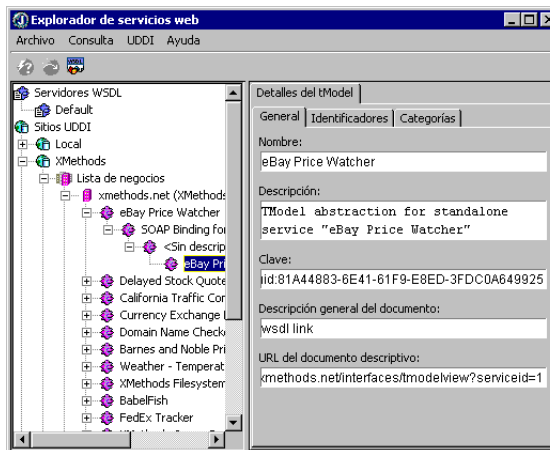 Explorador de servicios web
Archivo Consulta UDDI Ayuda
Servidores WSDL
Default
Sitios UDDI
Local
XMethods
Lista de negocios
xmethods.net (XMethods
eBay Price Watcher
SOAP Binding for
<Sin descrip
eBay Pri
Delayed Stock Quote
California Traffic Con
Currency Exchange
Domain Name Checke
Barnes and Noble Pri
Weather - Temperat
XMethods Filesystem
BabelFish
FedEx Tracker
Detalles del tModel
General Identificadores Categorías
Nombre:
eBay Price Watcher
Descripción:
TModel abstraction for standalone
service "eBay Price Watcher"
Clave:
uid:81A44883-6E41-61F9-E8ED-3FDC0A649925
Descripción general del documento:
wsdl link
URL del documento descriptivo:
xmethods.net/interfaces/tmodelview?serviceid=1